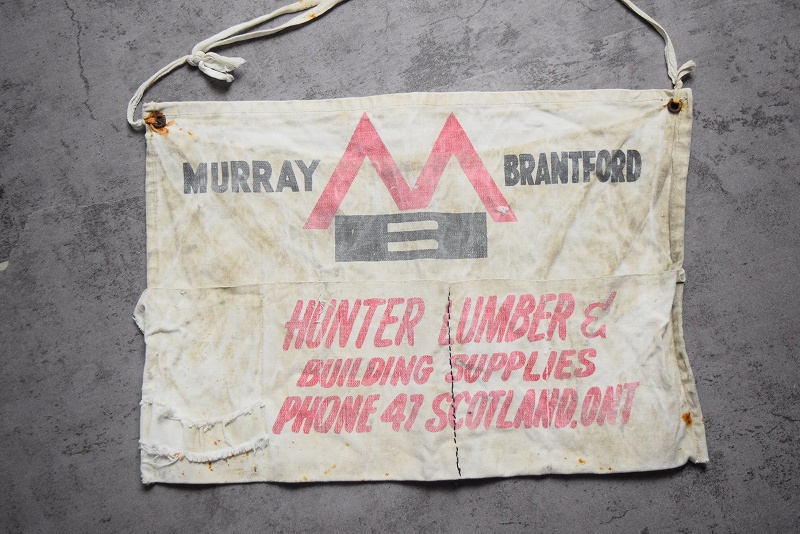 MURRAY M BRANTFORD
B
HUNTER LUMBER &
BUILDING SUPPLIES
PHONE 47 SCOTLAND, ONT